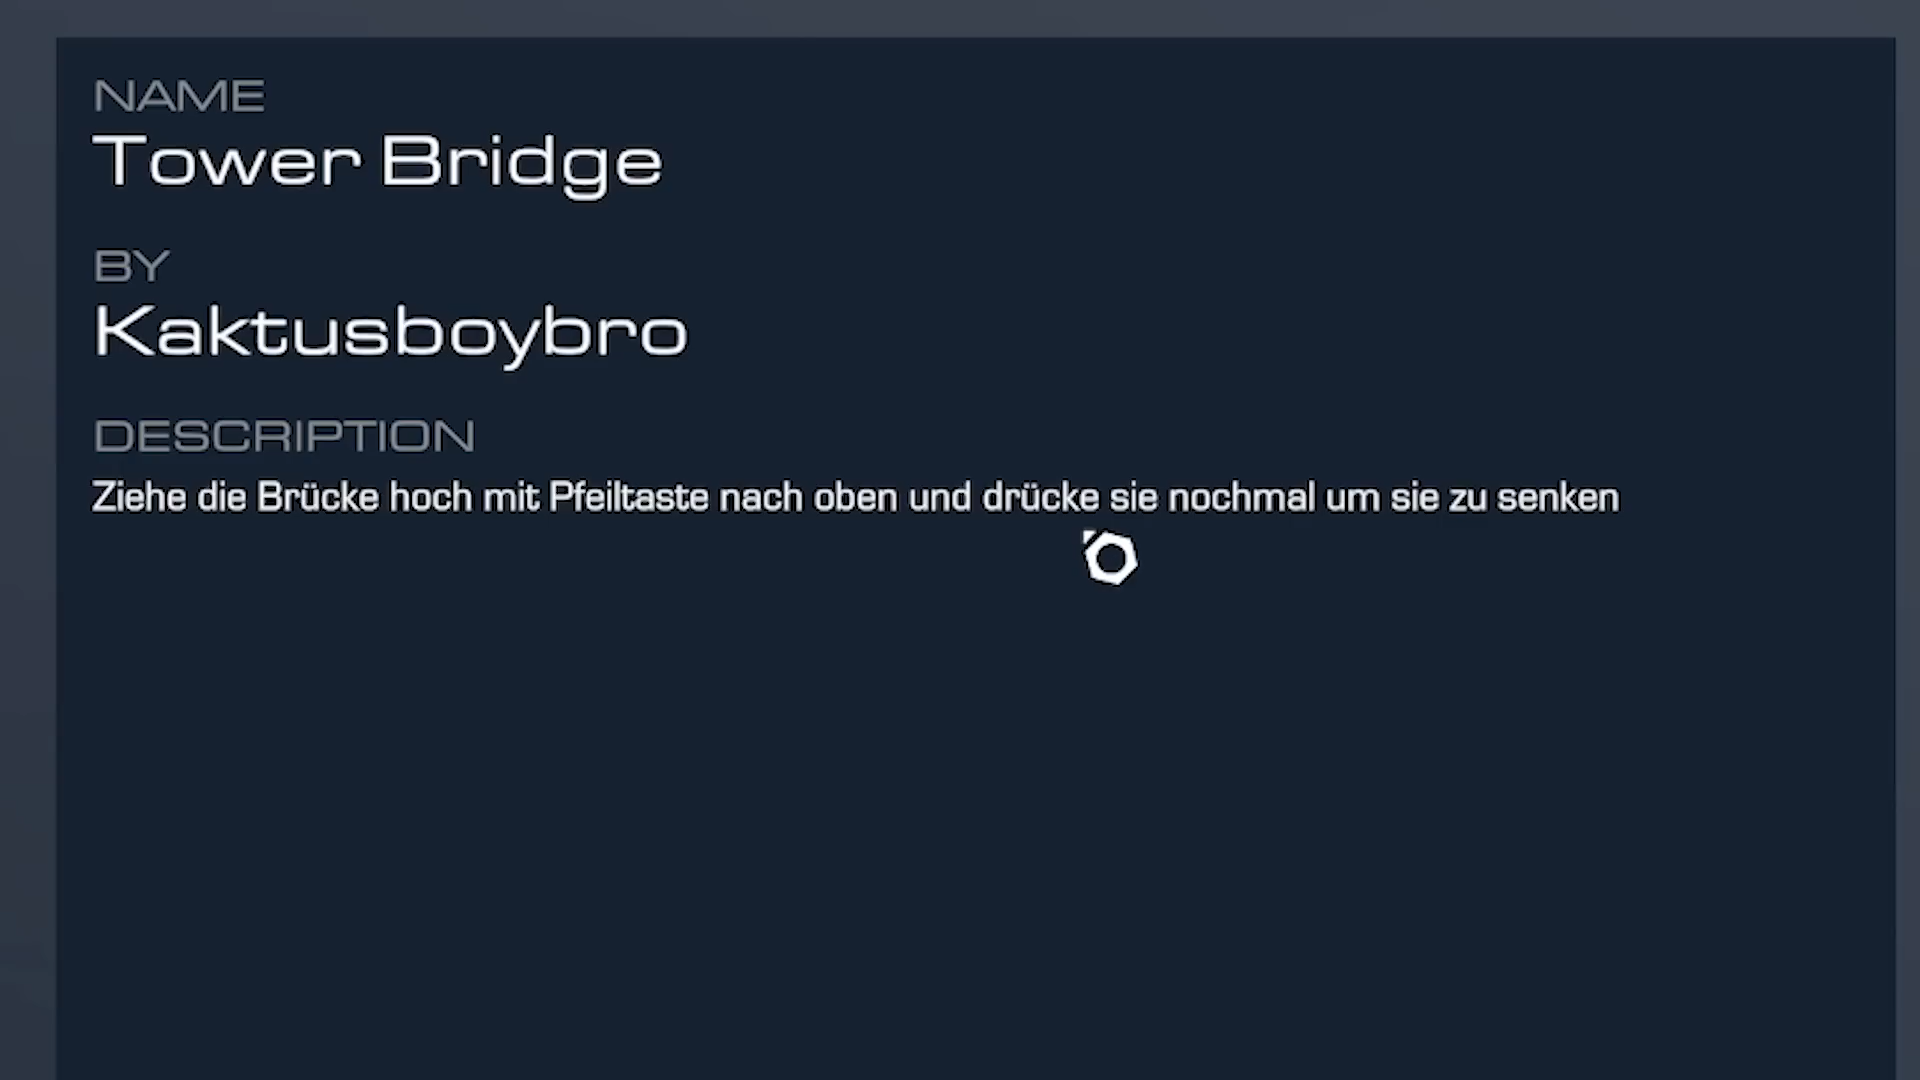 NAME
Tower Bridge
BY
Kaktusboybro
DESCRIPTION
Ziehe die Brücke hoch mit Pfeiltaste nach oben und drücke sie nochmal um sie zu senken